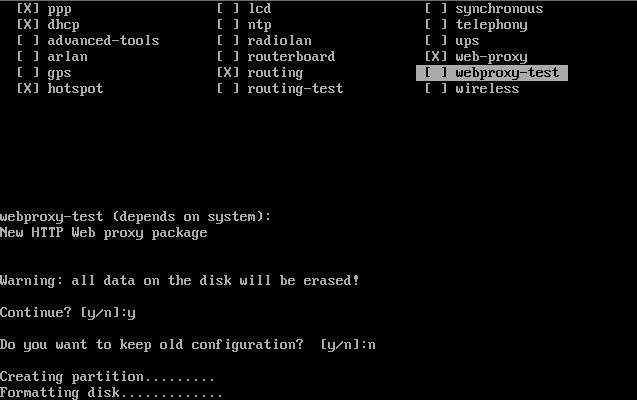 [X] ppp [ ] lcd [ ] synchronous
[X] dhcp [ ] ntp [ ] telephony
[ ] advanced-tools [ ] radiolan [ ] ups
[ ] arlan [ ] routerboard [X] web-proxy
[ ] gps [X] routing [ ] webproxy-test
[X] hotspot [ ] routing-test [ ] wireless
webproxy-test (depends on system):
New HTTP Web proxy package
Warning: all data on the disk will be erased!
Continue? [y/n]:y
Do you want to keep old configuration? [y/n]:n
Creating partition.........
Formatting disk.............